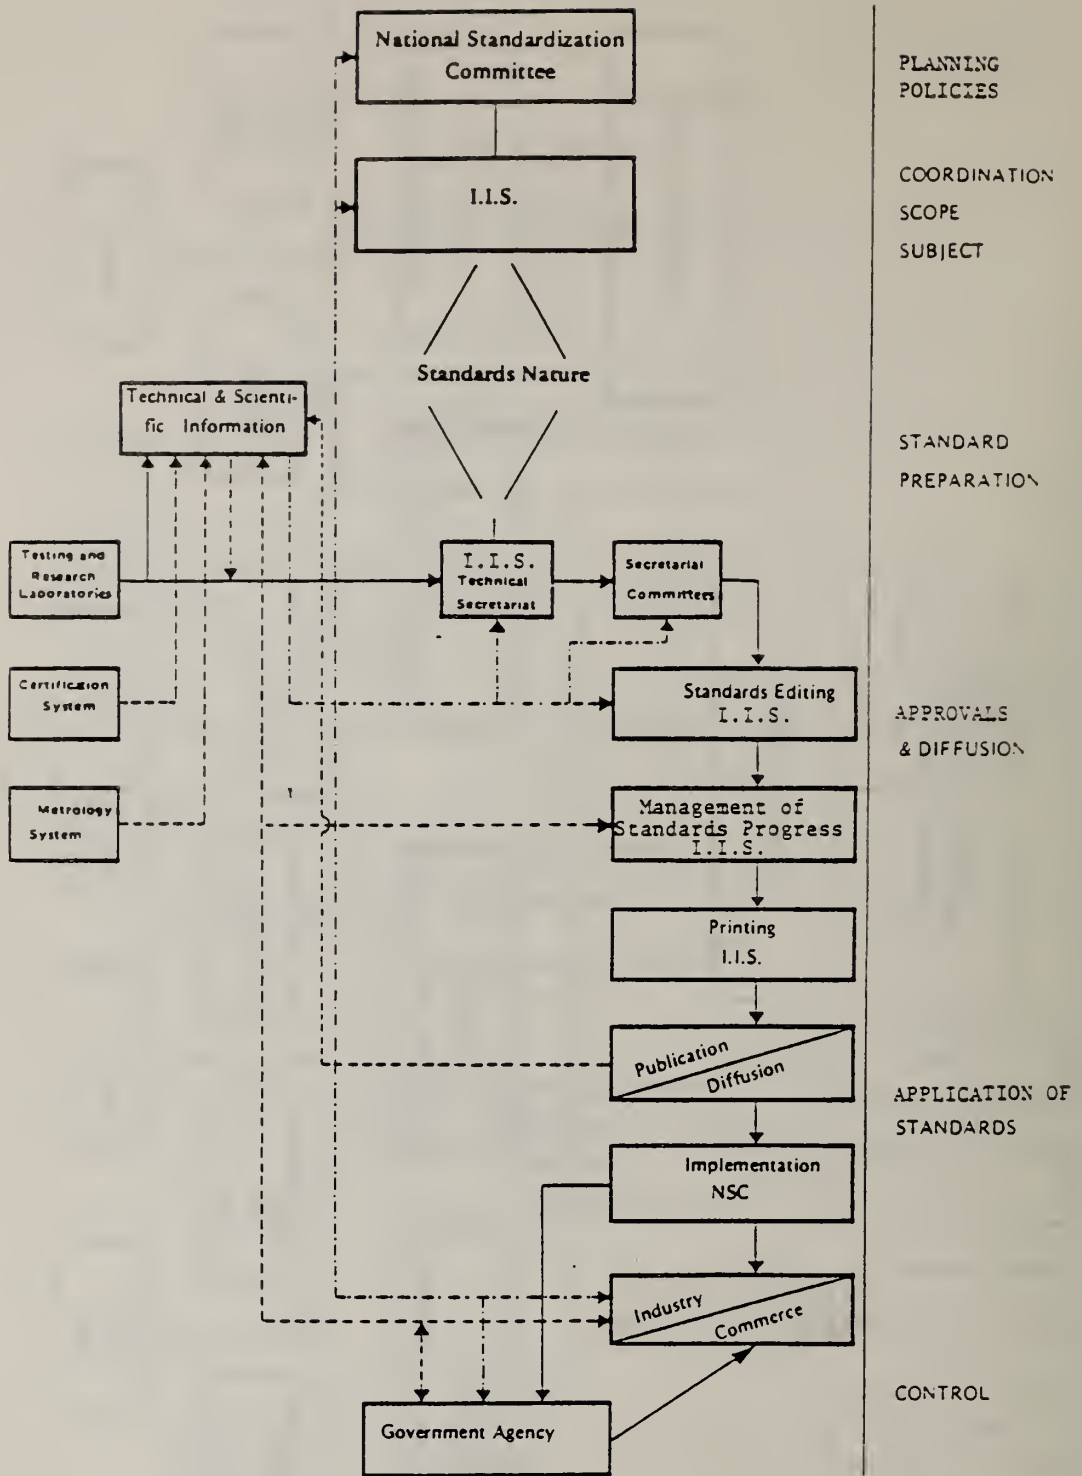 National Standardization
Committee
PLANNING
POLICIES
I.I.S.
COORDINATION
SCOPE
SUBJECT
Standards Nature
Technical & Scienti-
fic Information
STANDARD
PREPARATION
Testing and
Research
Laboratories
I.I.S.
Technical
Secretariat
Secretarial
Committees
Certification
System
Standards Editing
I.I.S.
APPROVALS
& DIFFUSION
Metrology
System
Management of
Standards Progress
I.I.S.
Printing
I.I.S.
Publication
Diffusion
APPLICATION OF
STANDARDS
Implementation
NSC
Industry
Commerce
CONTROL
Government Agency